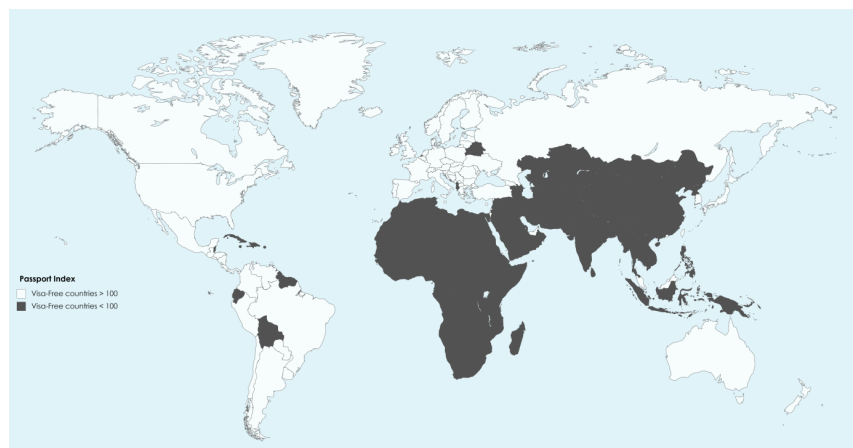 Passport Index
Visa-Free countries > 100
Visa-Free countries < 100